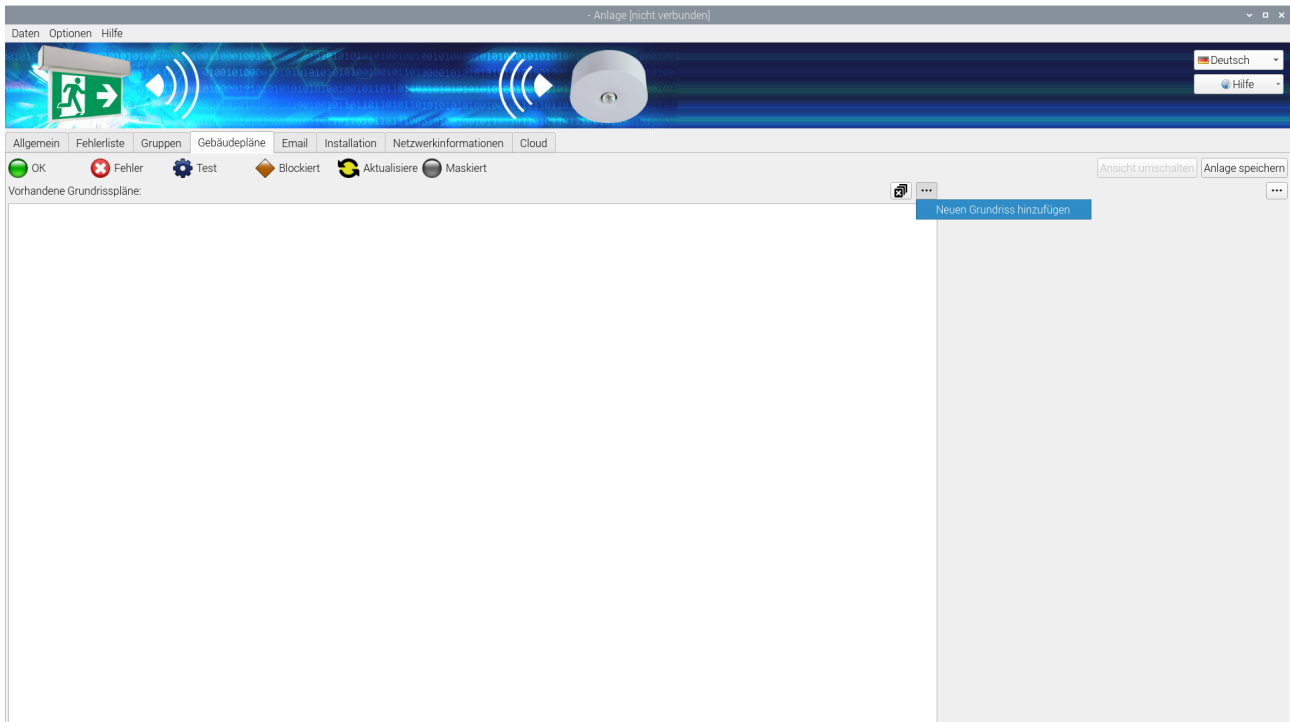 - Anlage [nicht verbunden]
Daten Optionen Hilfe
Deutsch
Hilfe
Allgemein Fehlerliste Gruppen Gebäudepläne Email Installation Netzwerkinformationen Cloud
OK Fehler Test Blockiert Aktualisiere Maskiert Ansicht umschalten Anlage speichern
Vorhandene Grundrisspläne: ... ...
Neuen Grundriss hinzufügen